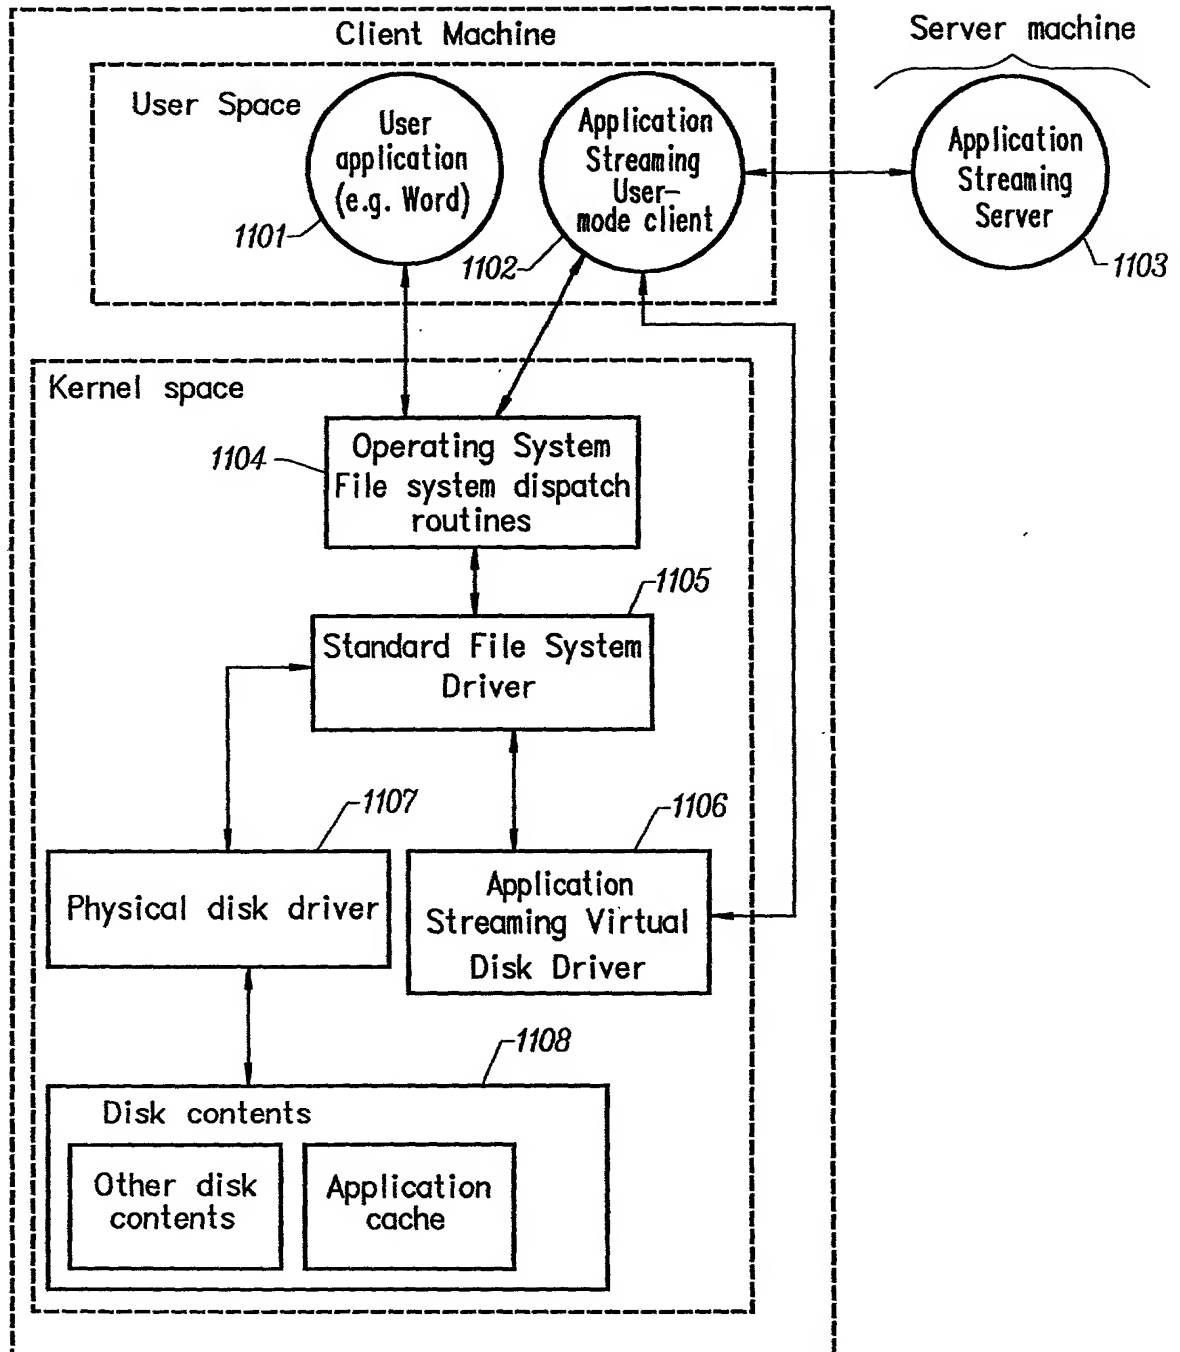 Client Machine
Server machine
User Space
User
application
(e.g. Word)
1101
Application
Streaming
User-
mode client
1102
Application
Streaming
Server
1103
Kernel space
1104
Operating System
File system dispatch
routines
1105
Standard File System
Driver
1107
Physical disk driver
1106
Application
Streaming Virtual
Disk Driver
1108
Disk contents
Other disk
contents
Application
cache